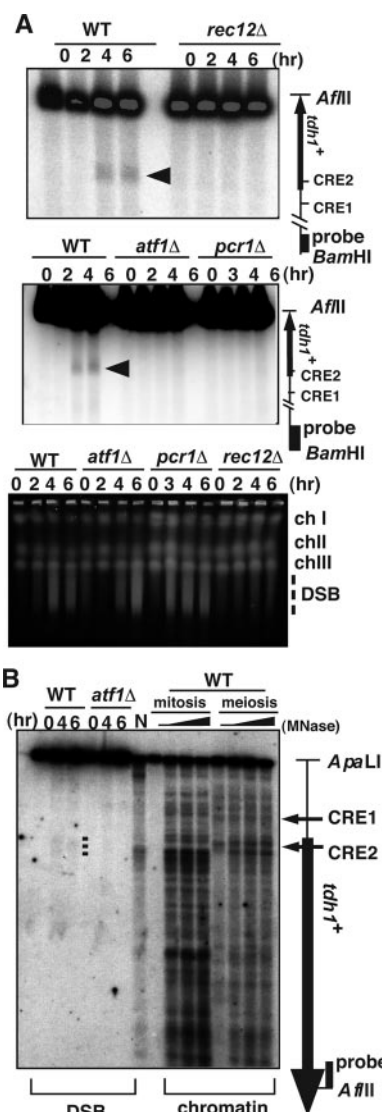 A
WT rec12Δ
0 2 4 6 0 2 4 6 (hr)
AflII
tdh1+
CRE2
CRE1
probe
BamHI
WT atf1Δ pcr1Δ
0 2 4 6 0 2 4 6 0 3 4 6 (hr)
AflII
tdh1+
CRE2
CRE1
probe
BamHI
WT atf1Δ pcr1Δ rec12Δ
0 2 4 6 0 2 4 6 0 3 4 6 0 2 4 6 (hr)
ch I
chII
chIII
DSB
B
WT
WT atf1Δ mitosis meiosis
(hr) 0 4 6 0 4 6 N (MNase)
ApaLI
CRE1
CRE2
tdh1+
probe
AflII
DSB chromatin